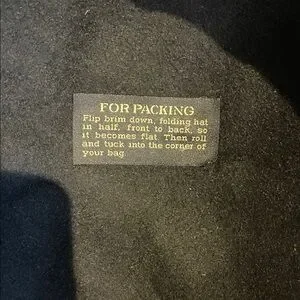 FOR PACKING
Flip brim down, folding hat
in half, front to back, so
it becomes flat. Then roll
and tuck into the corner of
your bag